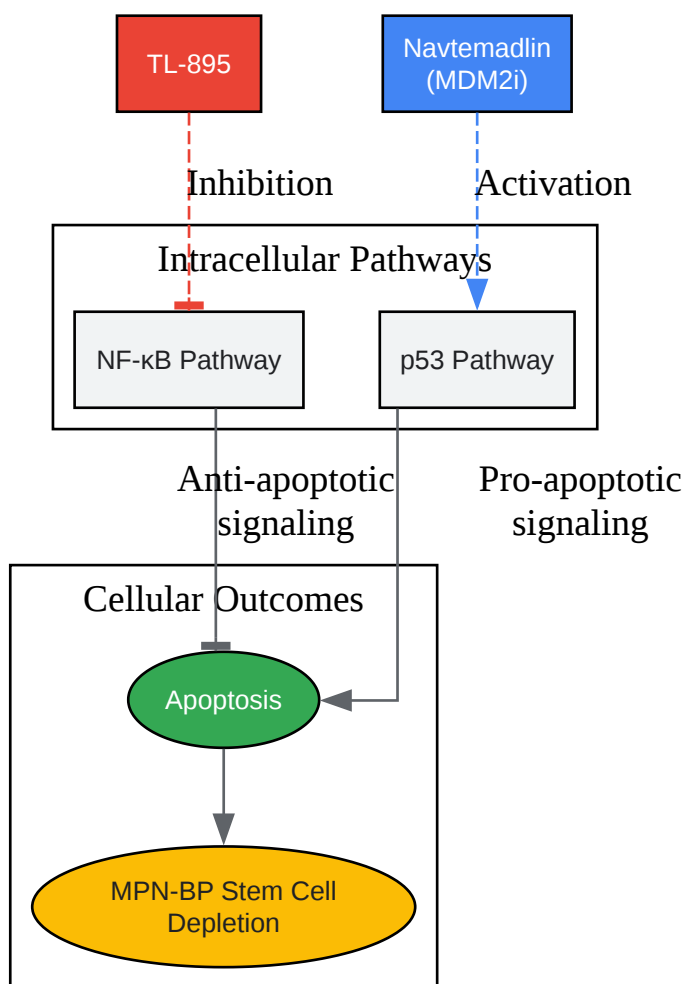 TL-895
Navtemadlin
(MDM2i)
Inhibition
Activation
Intracellular Pathways
NF-κB Pathway
p53 Pathway
Anti-apoptotic
signaling
Pro-apoptotic
signaling
Cellular Outcomes
Apoptosis
MPN-BP Stem Cell
Depletion